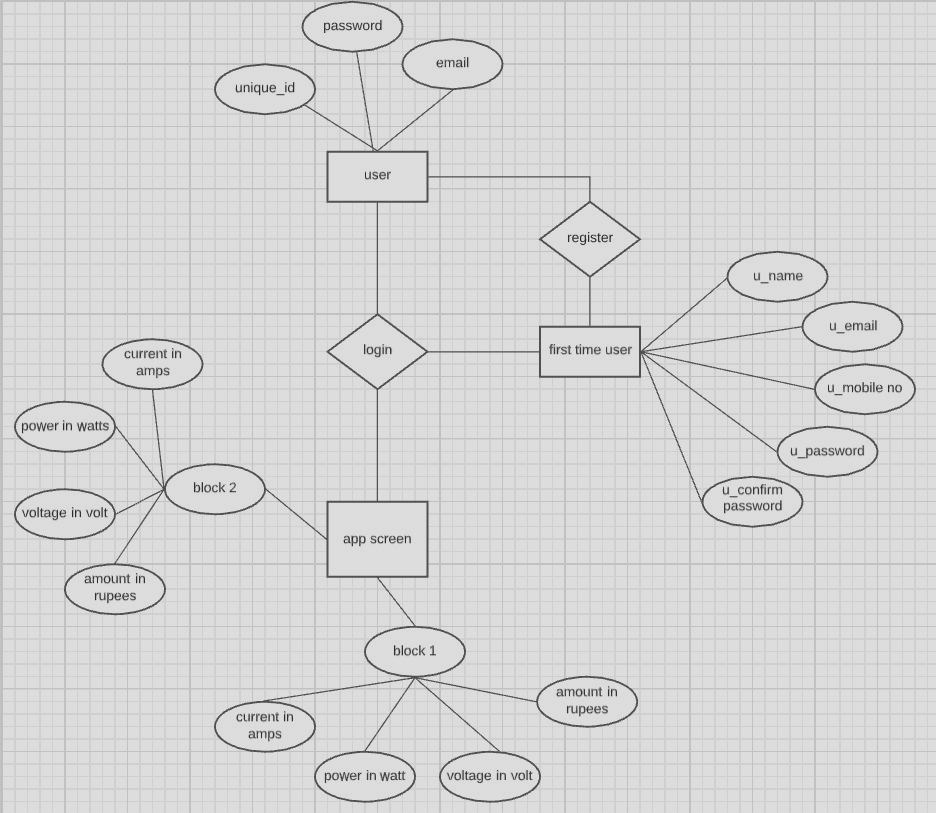 password
email
unique_id
user
register
u_name
u_email
login
first time user
current in
amps
u_mobile no
power in watts
u_password
block 2
u_confirm
password
voltage in volt
app screen
amount in
rupees
block 1
amount in
rupees
current in
amps
power in watt
voltage in volt